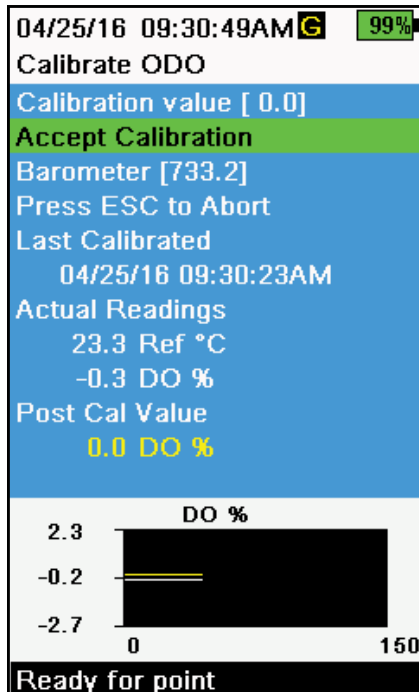 04/25/16 09:30:49AM G 99%
Calibrate ODO
Calibration value [ 0.0]
Accept Calibration
Barometer [733.2]
Press ESC to Abort
Last Calibrated
04/25/16 09:30:23AM
Actual Readings
23.3 Ref °C
-0.3 DO %
Post Cal Value
0.0 DO %
DO %
2.3
-0.2
-2.7
0 150
Ready for point